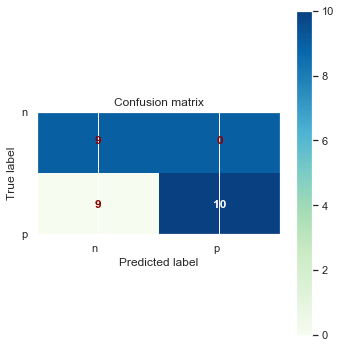 Confusion matrix
n
9 0
9 10
p
n p
True label
Predicted label
10
8
6
4
2
0